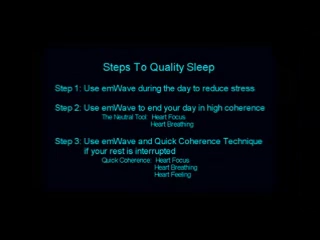 Steps To Quality Sleep
Step 1: Use emWave during the day to reduce stress
Step 2: Use emWave to end your day in high coherence
The Neutral Tool: Heart Focus
Heart Breathing
Step 3: Use emWave and Quick Coherence Technique
if your rest is interrupted
Quick Coherence: Heart Focus
Heart Breathing
Heart Feeling